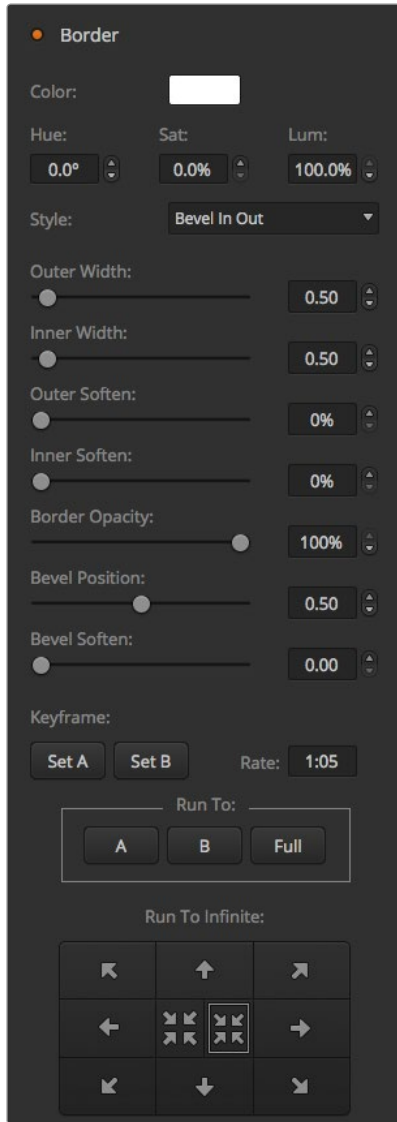 Border
Color:
Hue: Sat: Lum:
0.0º 0.0% 100.0%
Style: Bevel In Out
Outer Width:
0.50
Inner Width:
0.50
Outer Soften:
0%
Inner Soften:
0%
Border Opacity:
100%
Bevel Position:
0.50
Bevel Soften:
0.00
Keyframe:
Set A Set B Rate: 1:05
Run To:
A B Full
Run To Infinite: